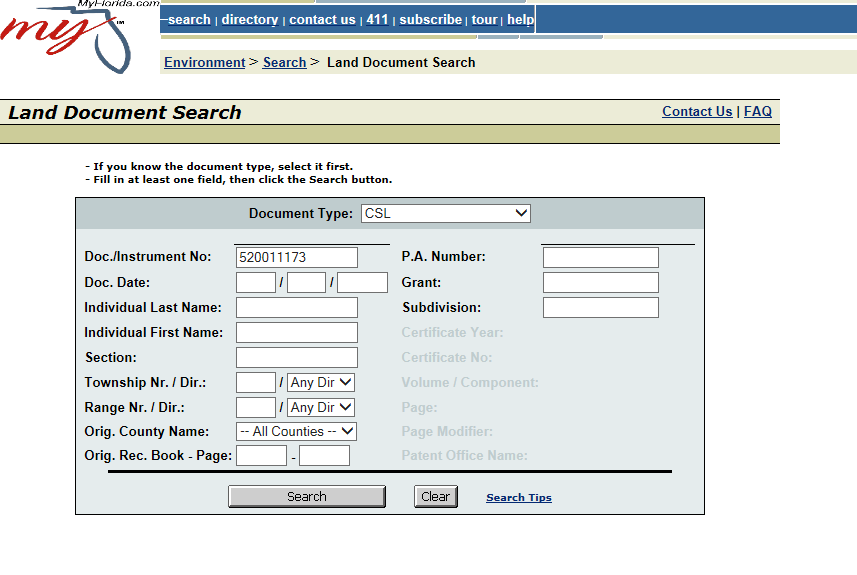 MyFlorida.com
my
TM
search | directory | contact us | 411 | subscribe | tour | help
Environment > Search > Land Document Search
Land Document Search
Contact Us | FAQ
- If you know the document type, select it first.
- Fill in at least one field, then click the Search button.
Document Type: CSL
Doc./Instrument No: 520011173
P.A. Number:
Doc. Date: / /
Grant:
Individual Last Name:
Subdivision:
Individual First Name:
Certificate Year:
Section:
Certificate No:
Township Nr. / Dir.: / Any Dir
Volume / Component:
Range Nr. / Dir.: / Any Dir
Page:
Orig. County Name: -- All Counties --
Page Modifier:
Orig. Rec. Book - Page: -
Patent Office Name:
Search
Clear
Search Tips